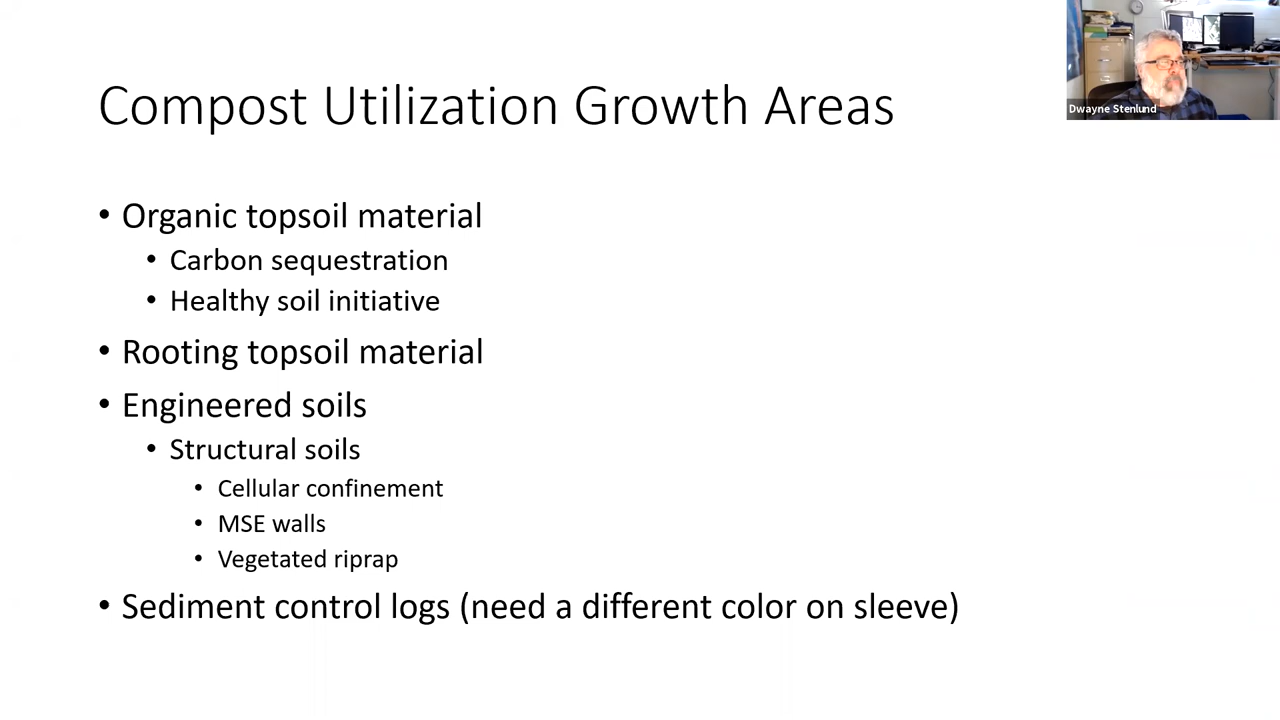 Compost Utilization Growth Areas
Dwayne Stenlund
• Organic topsoil material
• Carbon sequestration
• Healthy soil initiative
• Rooting topsoil material
• Engineered soils
• Structural soils
• Cellular confinement
• MSE walls
• Vegetated riprap
• Sediment control logs (need a different color on sleeve)